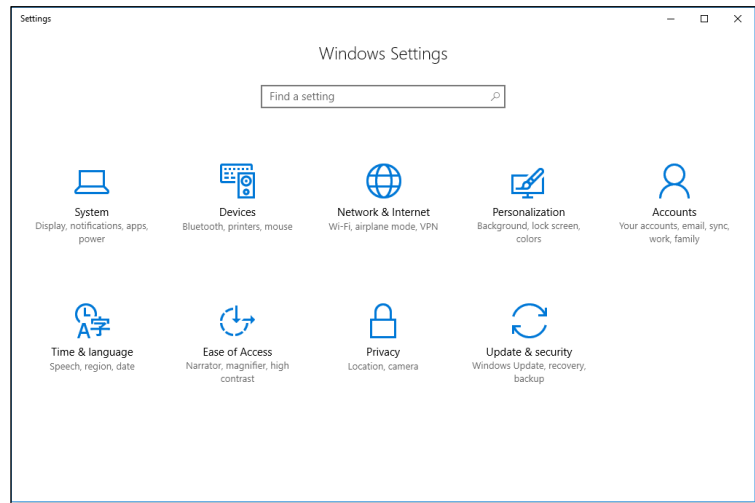 Settings
Windows Settings
Find a setting
System
Display, notifications, apps,
power
Devices
Bluetooth, printers, mouse
Network & Internet
Wi-Fi, airplane mode, VPN
Personalization
Background, lock screen,
colors
Accounts
Your accounts, email, sync,
work, family
A字
Time & language
Speech, region, date
Ease of Access
Narrator, magnifier, high
contrast
Privacy
Location, camera
Update & security
Windows Update, recovery,
backup